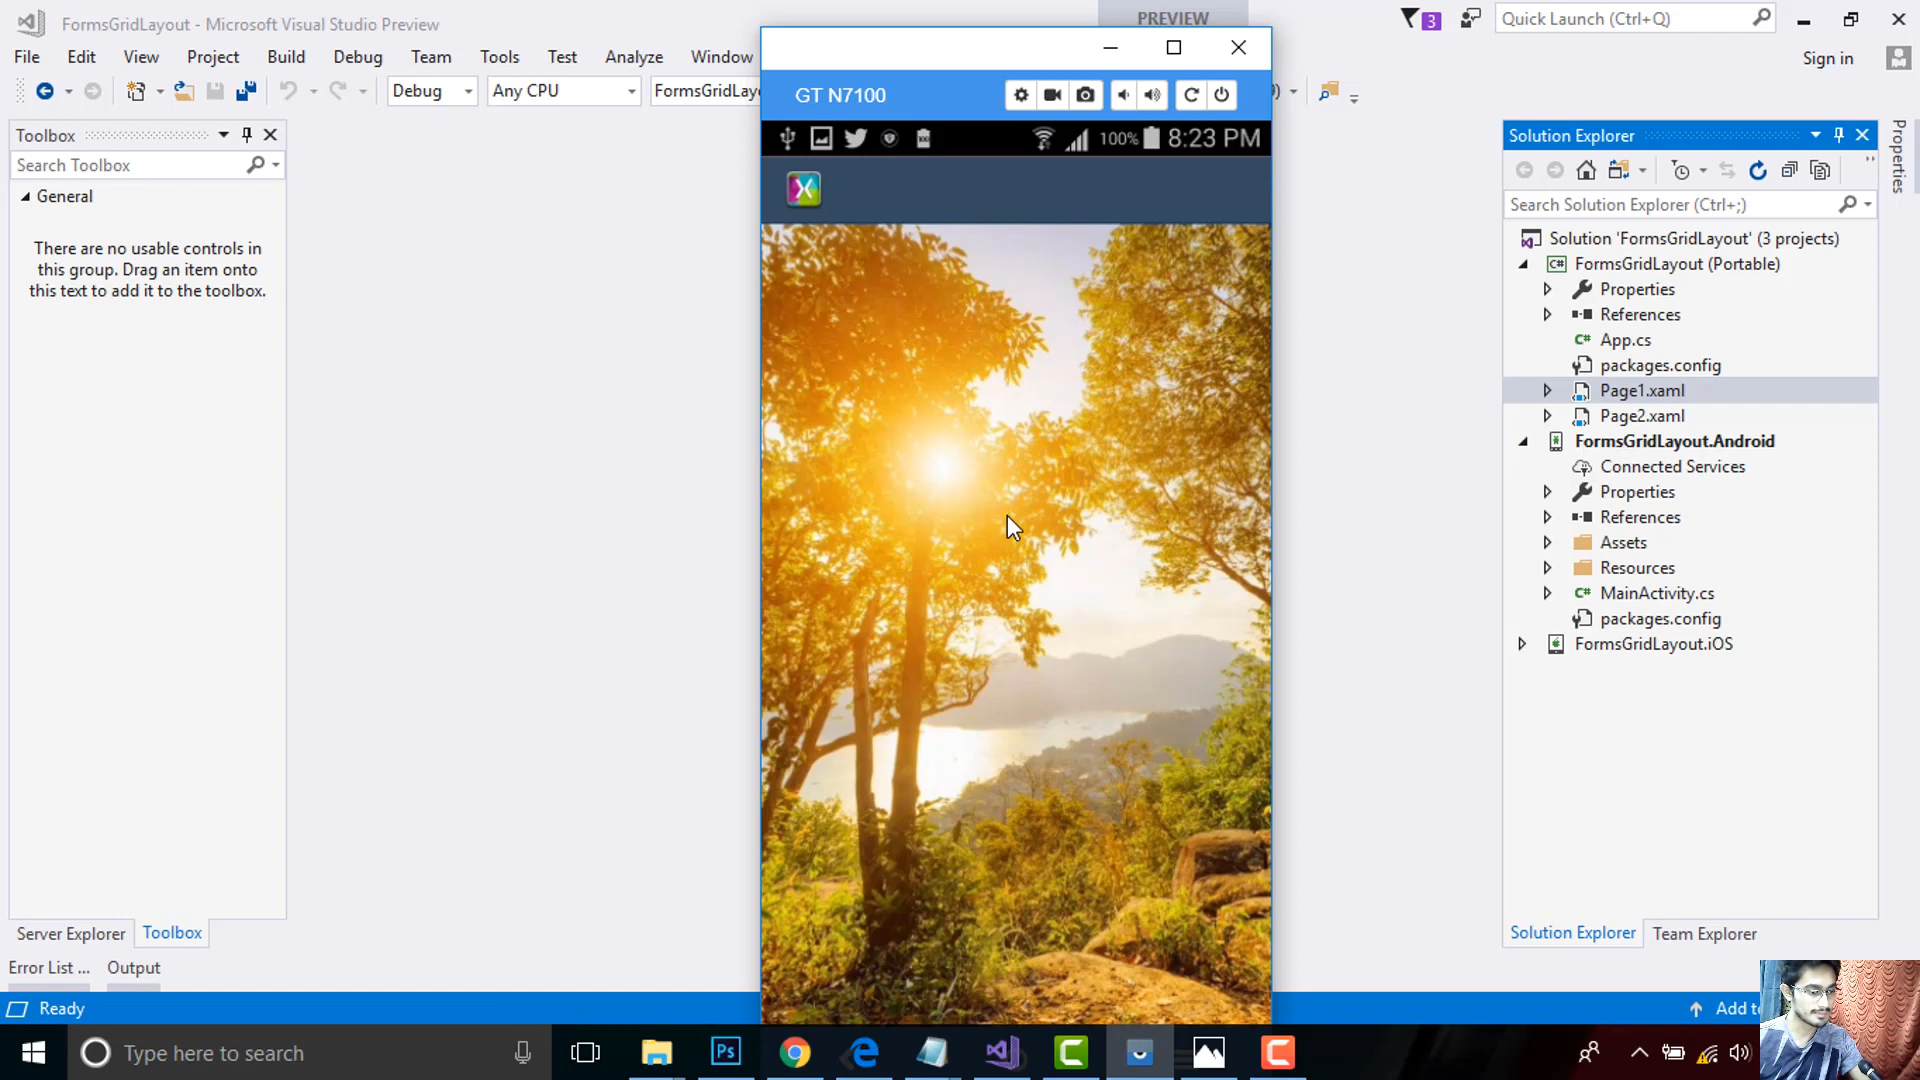 FormsGridLayout - Microsoft Visual Studio Preview
PREVIEW
3
Quick Launch (Ctrl+Q)
File Edit View Project Build Debug Team Tools Test Analyze Window
Sign in
Debug
Any CPU
Toolbox
Search Toolbox
General
There are no usable controls in
this group. Drag an item onto
this text to add it to the toolbox.
Server Explorer
Toolbox
Error List ...
Output
Ready
GT N7100
100%
8:23 PM
X
Solution Explorer
Properties
Search Solution Explorer (Ctrl+;)
Solution 'FormsGridLayout' (3 projects)
C# FormsGridLayout (Portable)
Properties
References
C# App.cs
packages.config
Page1.xaml
Page2.xaml
FormsGridLayout.Android
Connected Services
Properties
References
Assets
Resources
C# MainActivity.cs
packages.config
FormsGridLayout.iOS
Solution Explorer
Team Explorer
Type here to search
Ps